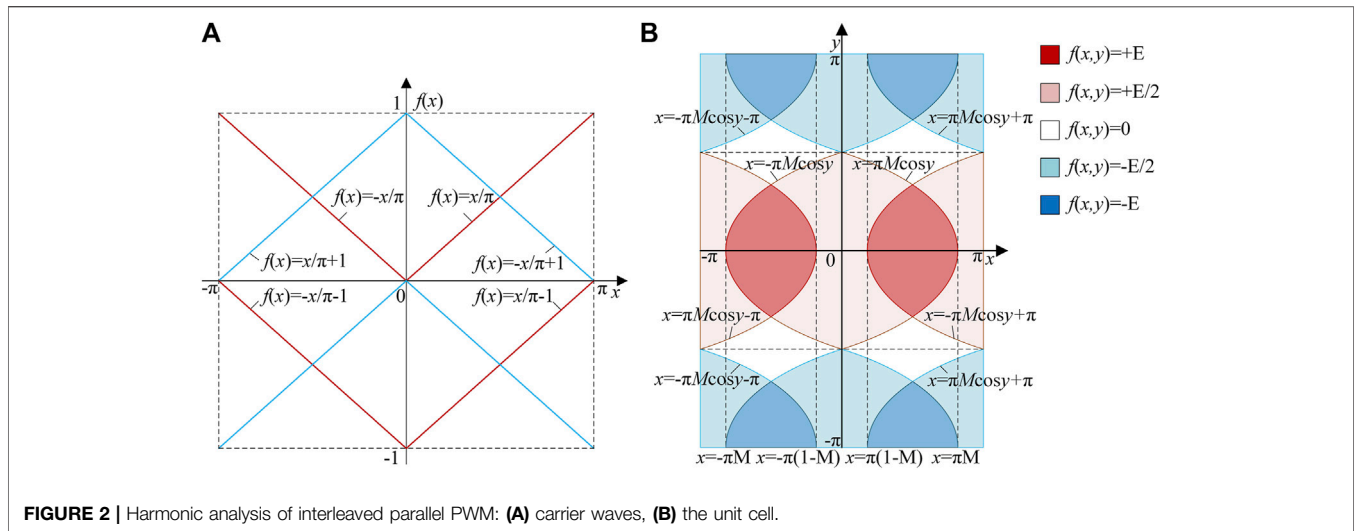 A
1
f(x)
f(x)=-x/π
f(x)=x/π
f(x)=x/π+1
f(x)=-x/π+1
-π
0
π
x
f(x)=-x/π-1
f(x)=x/π-1
-1
B
y
π
x=-πMcosy-π
x=πMcosy+π
x=-πMcosy
x=πMcosy
-π
0
π
x
x=πMcosy-π
x=-πMcosy+π
x=-πMcosy-π
x=πMcosy+π
-π
x=-πM
x=-π(1-M)
x=π(1-M)
x=πM
f(x,y)=+E
f(x,y)=+E/2
f(x,y)=0
f(x,y)=-E/2
f(x,y)=-E
FIGURE 2 | Harmonic analysis of interleaved parallel PWM: (A) carrier waves, (B) the unit cell.